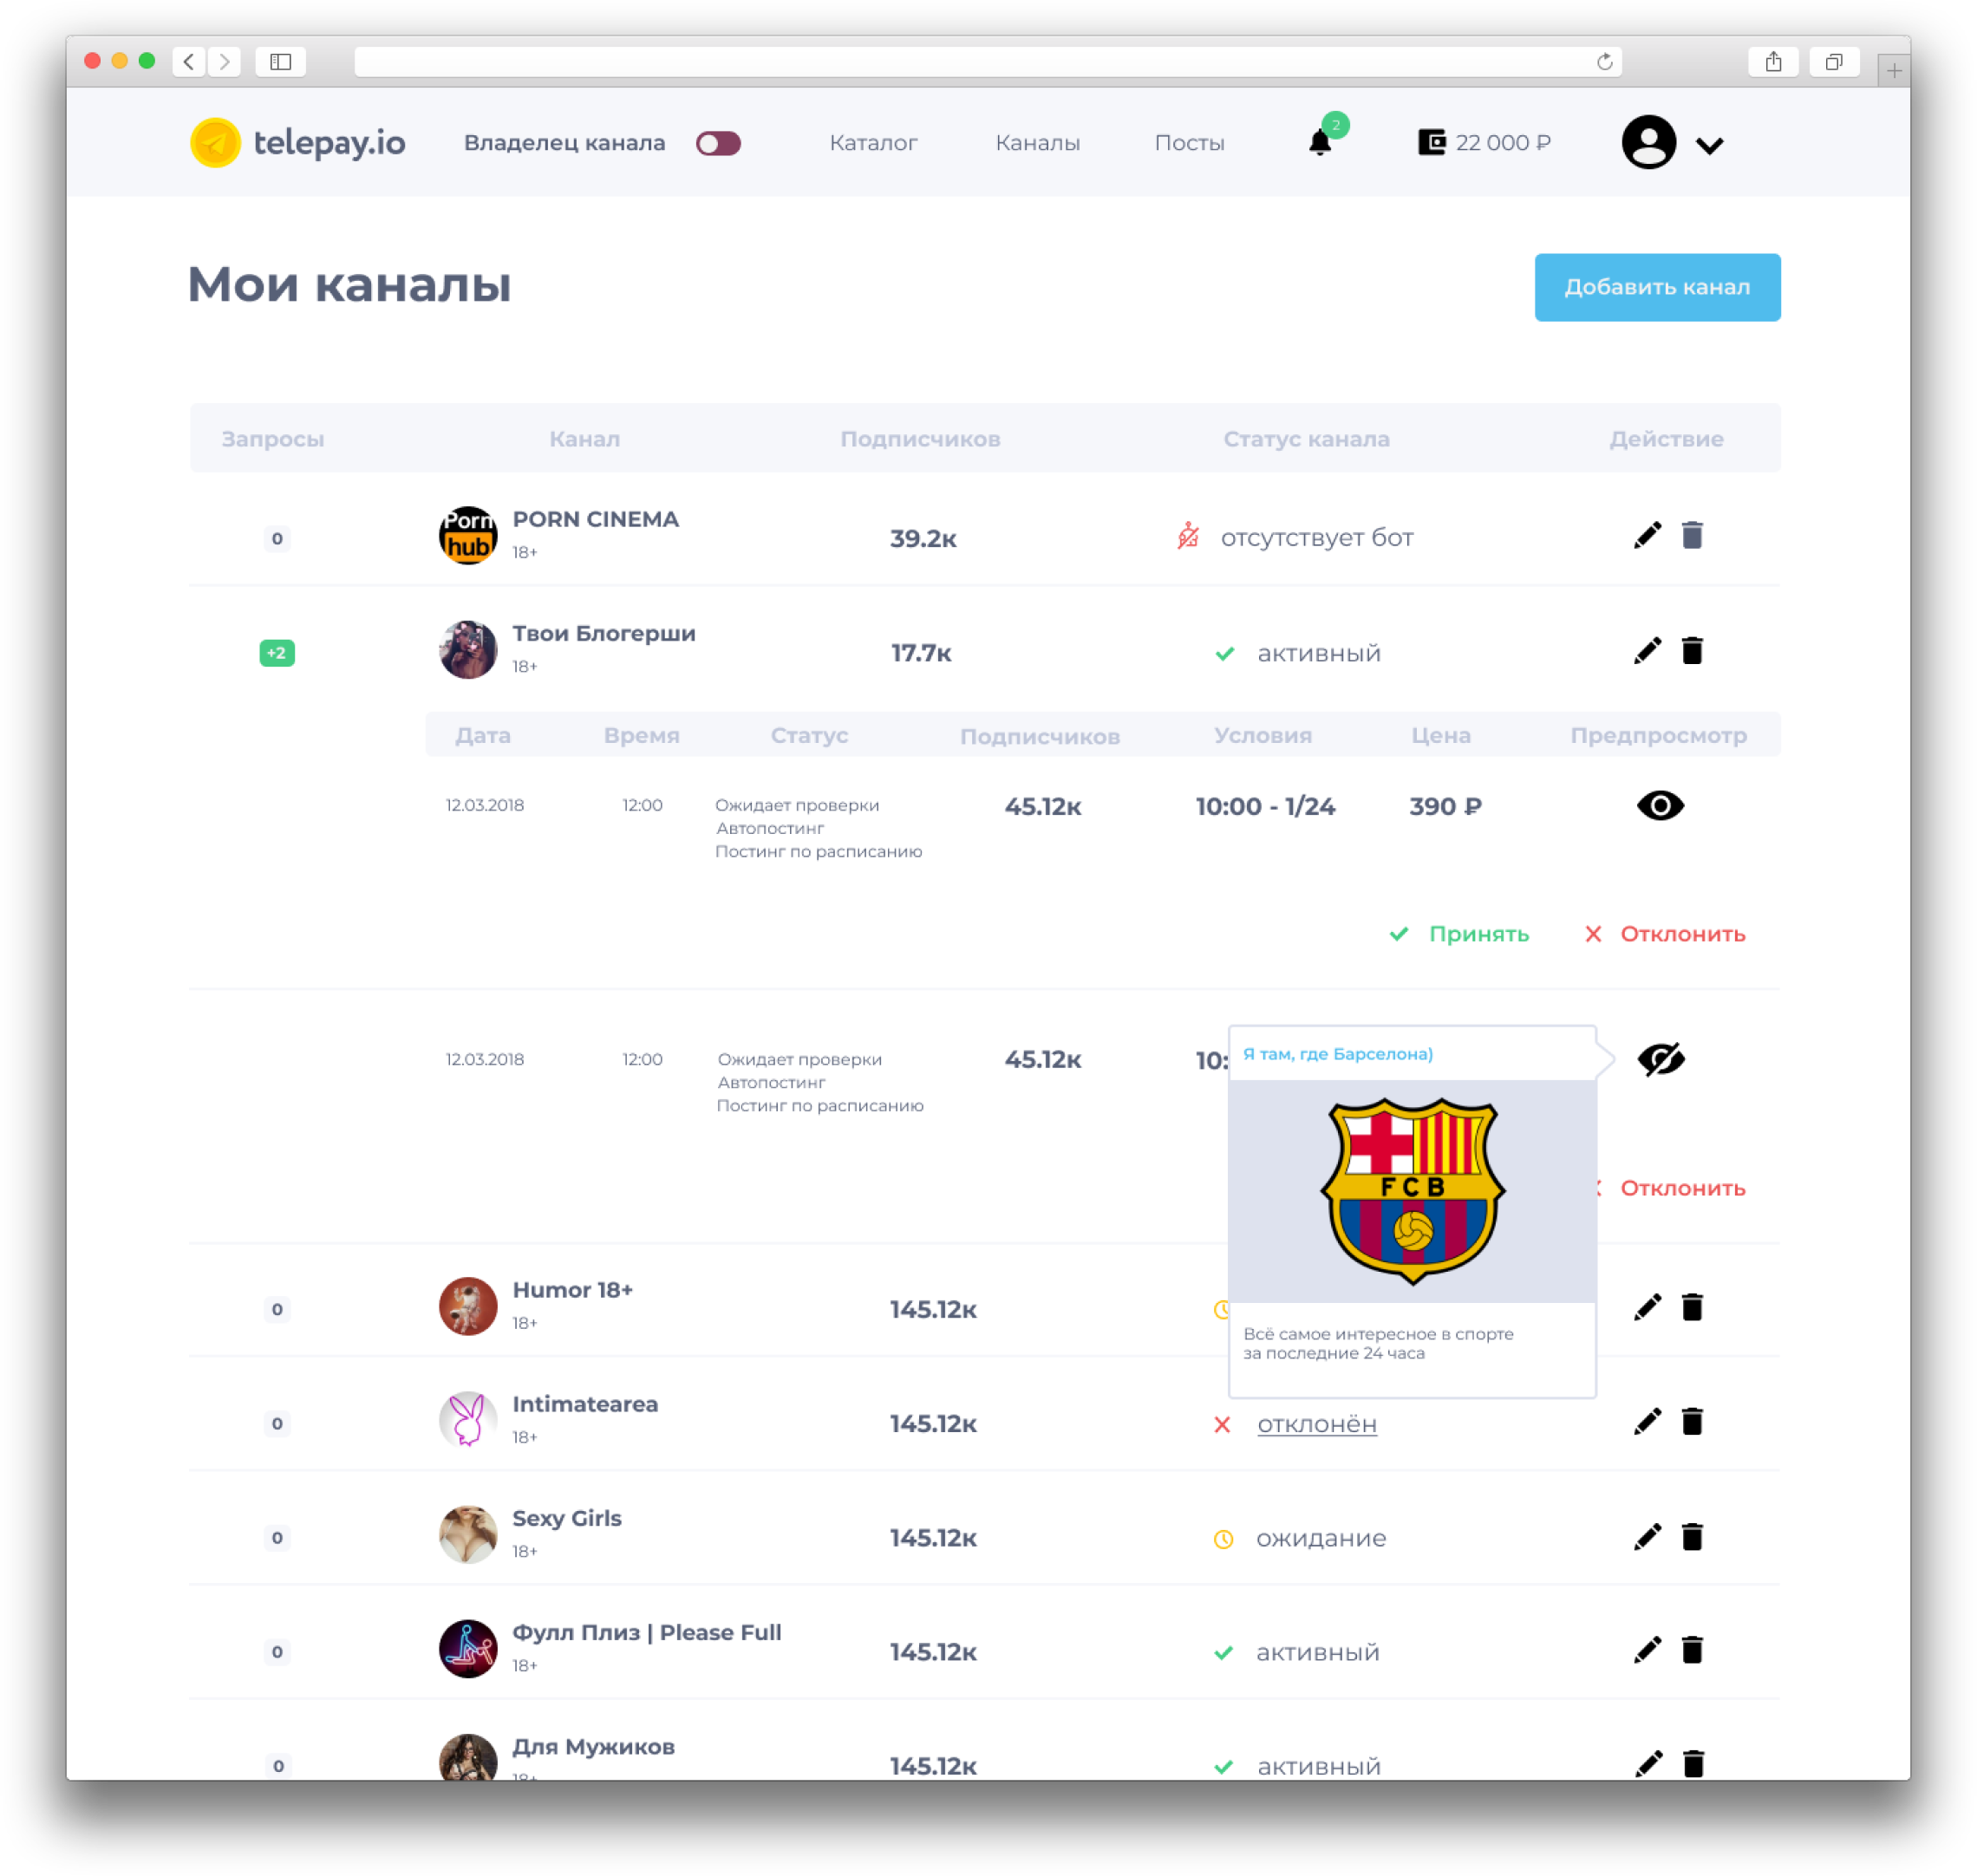 telepay.io
Владелец канала
Каталог
Каналы
Посты
2
22 000 ₽
Мои каналы
Добавить канал
Запросы Канал Подписчиков Статус канала Действие
0
Porn
hub
PORN CINEMA
18+
39.2к
отсутствует бот
+2
Твои Блогерши
18+
17.7к
активный
Дата Время Статус Подписчиков Условия Цена Предпросмотр
12.03.2018 12:00 Ожидает проверки 45.12к 10:00 - 1/24 390 ₽
Автопостинг
Постинг по расписанию
Принять Отклонить
12.03.2018 12:00 Ожидает проверки 45.12к 10:
Автопостинг
Постинг по расписанию
Я там, где Барселона)
FCB
Всё самое интересное в спорте
за последние 24 часа
Отклонить
0
Humor 18+
18+
145.12к
0
Intimatearea
18+
145.12к
отклонён
0
Sexy Girls
18+
145.12к
ожидание
0
Фулл Плиз | Please Full
18+
145.12к
активный
0
Для Мужиков
18+
145.12к
активный